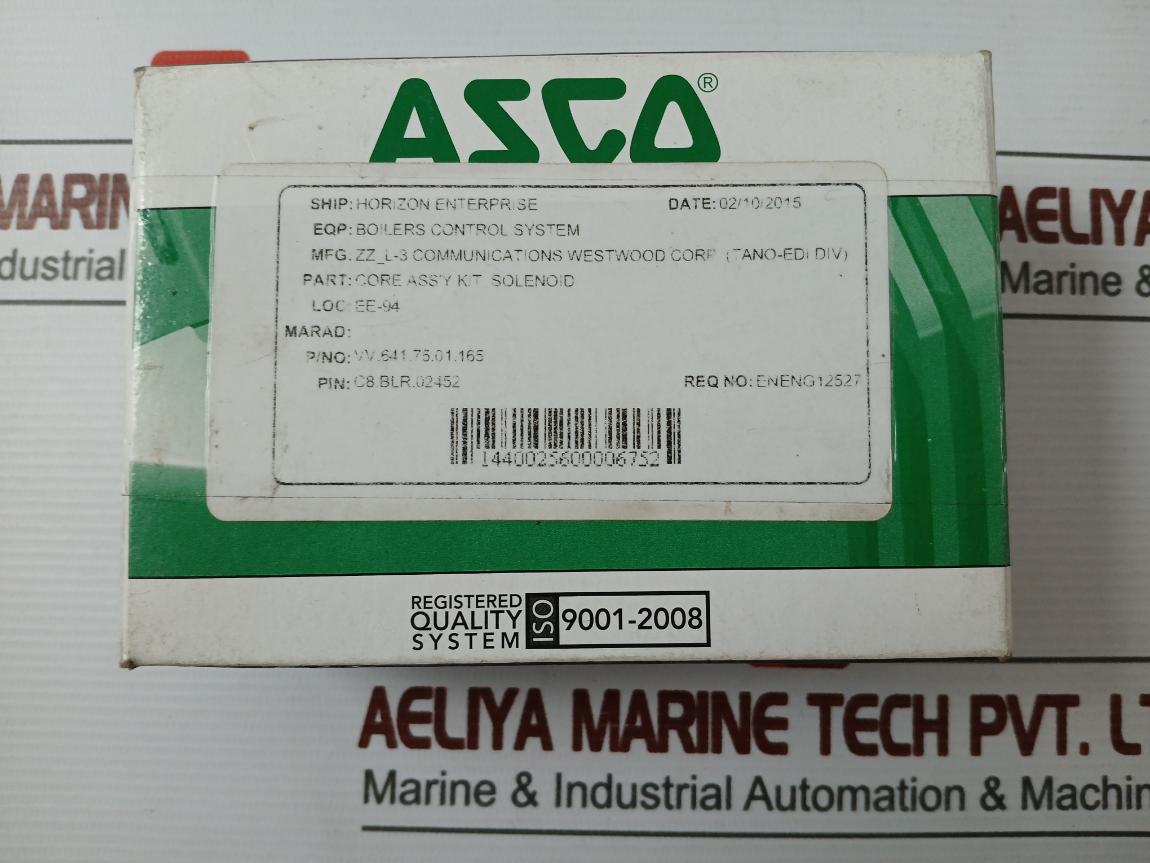 ASCO®
SHIP: HORIZON ENTERPRISE DATE: 02/10/2015
EQP: BOILERS CONTROL SYSTEM
MFG: ZZ_L-3 COMMUNICATIONS WESTWOOD CORP (TANO-EDI DIV)
PART: CORE ASS'Y KIT SOLENOID
LOC: EE-94
MARAD:
P/NO: VV.641.75.01.165
PIN: C8.BLR.02452 REQ NO: ENENG12527
1440025600006752
REGISTERED
QUALITY
SYSTEM
ISO 9001-2008
MARIN
AELIYA
dustrial
Marine &
AELIYA MARINE TECH PVT. LT
Marine & Industrial Automation & Machin